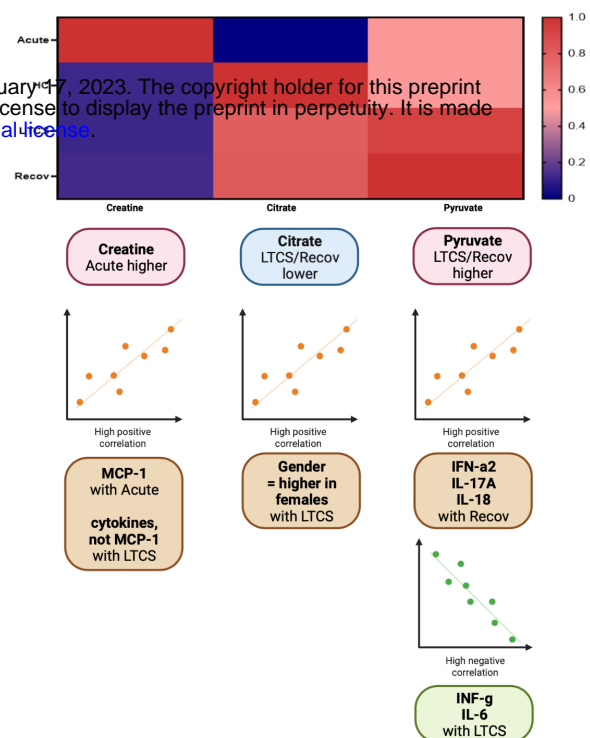 Acute
1.0
0.8
HC
uary 17, 2023. The copyright holder for this preprint
0.6
cense to display the preprint in perpetuity. It is made
LTCS
al license.
0.4
0.2
Recov
0
Creatine
Citrate
Pyruvate
Creatine
Acute higher
Citrate
LTCS/Recov
lower
Pyruvate
LTCS/Recov
higher
High positive
correlation
High positive
correlation
High positive
correlation
MCP-1
with Acute
cytokines,
not MCP-1
with LTCS
Gender
= higher in
females
with LTCS
IFN-a2
IL-17A
IL-18
with Recov
High negative
correlation
INF-g
IL-6
with LTCS